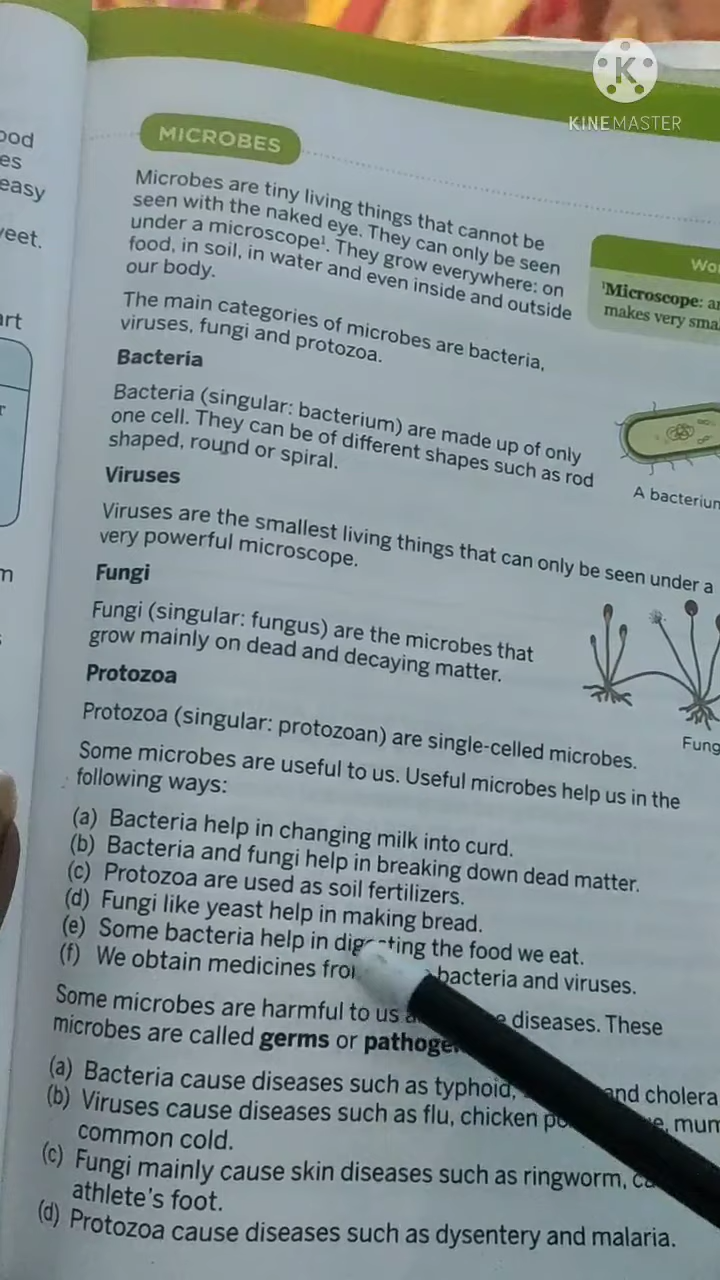 KINEMASTER
ood
es
easy
eet.
art
MICROBES
Microbes are tiny living things that cannot be
seen with the naked eye. They can only be seen
under a microscope¹. They grow everywhere: on
food, in soil, in water and even inside and outside
our body.
The main categories of microbes are bacteria,
viruses, fungi and protozoa.
Wo
¹Microscope: a
makes very sma
Bacteria
Bacteria (singular: bacterium) are made up of only
one cell. They can be of different shapes such as rod
shaped, round or spiral.
A bacterium
Viruses
Viruses are the smallest living things that can only be seen under a
very powerful microscope.
Fungi
Fungi (singular: fungus) are the microbes that
grow mainly on dead and decaying matter.
Fung
Protozoa
Protozoa (singular: protozoan) are single-celled microbes.
Some microbes are useful to us. Useful microbes help us in the
following ways:
(a) Bacteria help in changing milk into curd.
(b) Bacteria and fungi help in breaking down dead matter.
(c) Protozoa are used as soil fertilizers.
(d) Fungi like yeast help in making bread.
(e) Some bacteria help in digesting the food we eat.
(f) We obtain medicines from bacteria and viruses.
Some microbes are harmful to us diseases. These
microbes are called germs or pathoge
(a) Bacteria cause diseases such as typhoid, and cholera
(b) Viruses cause diseases such as flu, chicken mum
common cold.
(c) Fungi mainly cause skin diseases such as ringworm,
athlete's foot.
(d) Protozoa cause diseases such as dysentery and malaria.